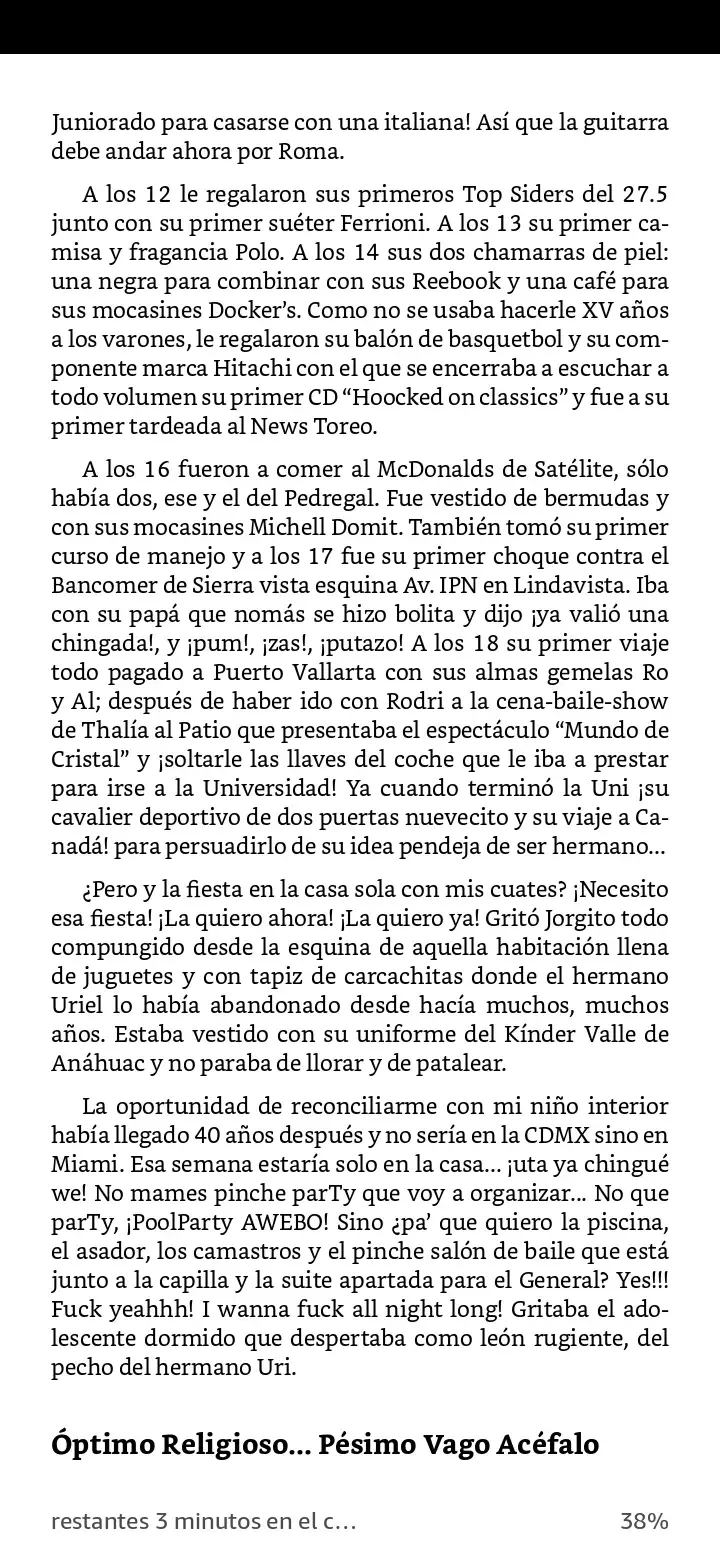 Juniorado para casarse con una italiana! Así que la guitarra
debe andar ahora por Roma.
A los 12 le regalaron sus primeros Top Siders del 27.5
junto con su primer suéter Ferrioni. A los 13 su primer ca-
misa y fragancia Polo. A los 14 sus dos chamarras de piel:
una negra para combinar con sus Reebook y una café para
sus mocasines Docker’s. Como no se usaba hacerle XV años
a los varones, le regalaron su balón de basquetbol y su com-
ponente marca Hitachi con el que se encerraba a escuchar a
todo volumen su primer CD “Hoocked on classics” y fue a su
primer tardeada al News Toreo.
A los 16 fueron a comer al McDonalds de Satélite, sólo
había dos, ese y el del Pedregal. Fue vestido de bermudas y
con sus mocasines Michell Domit. También tomó su primer
curso de manejo y a los 17 fue su primer choque contra el
Bancomer de Sierra vista esquina Av. IPN en Lindavista. Iba
con su papá que nomás se hizo bolita y dijo ¡ya valió una
chingada!, y ¡pum!, ¡zas!, ¡putazo! A los 18 su primer viaje
todo pagado a Puerto Vallarta con sus almas gemelas Ro
y Al; después de haber ido con Rodri a la cena-baile-show
de Thalía al Patio que presentaba el espectáculo “Mundo de
Cristal” y ¡soltarle las llaves del coche que le iba a prestar
para irse a la Universidad! Ya cuando terminó la Uni ¡su
cavalier deportivo de dos puertas nuevecito y su viaje a Ca-
nadá! para persuadirlo de su idea pendeja de ser hermano...
¿Pero y la fiesta en la casa sola con mis cuates? ¡Necesito
esa fiesta! ¡La quiero ahora! ¡La quiero ya! Gritó Jorgito todo
compungido desde la esquina de aquella habitación llena
de juguetes y con tapiz de carcachitas donde el hermano
Uriel lo había abandonado desde hacía muchos, muchos
años. Estaba vestido con su uniforme del Kínder Valle de
Anáhuac y no paraba de llorar y de patalear.
La oportunidad de reconciliarme con mi niño interior
había llegado 40 años después y no sería en la CDMX sino en
Miami. Esa semana estaría solo en la casa... ¡uta ya chingué
we! No mames pinche parTy que voy a organizar... No que
parTy, ¡PoolParty AWEBO! Sino ¿pa’ que quiero la piscina,
el asador, los camastros y el pinche salón de baile que está
junto a la capilla y la suite apartada para el General? Yes!!!
Fuck yeahhh! I wanna fuck all night long! Gritaba el ado-
lescente dormido que despertaba como león rugiente, del
pecho del hermano Uri.
Óptimo Religioso... Pésimo Vago Acéfalo
restantes 3 minutos en el c...
38%